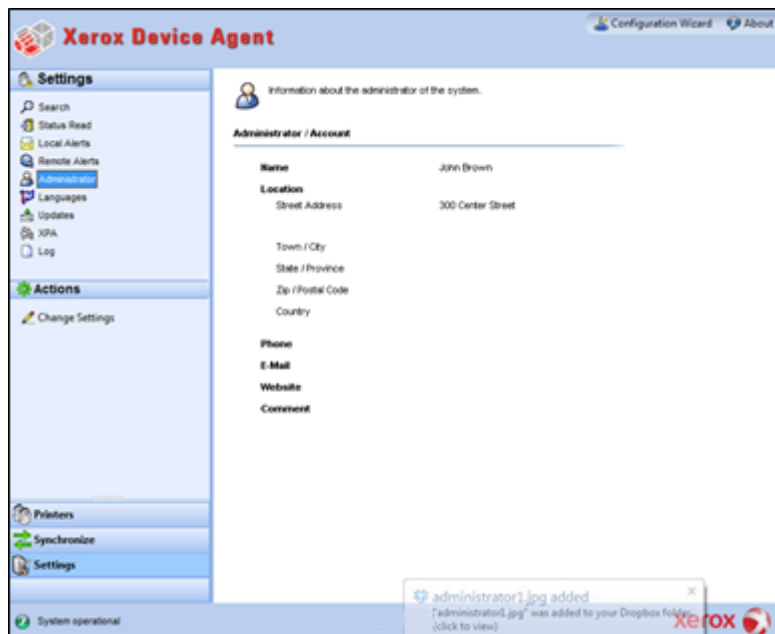 Xerox Device Agent
Configuration Wizard About
Settings
Search
Status Read
Local Alerts
Remote Alerts
Administrator
Languages
Updates
XPA
Log
Actions
Change Settings
Printers
Synchronize
Settings
System operational
Information about the administrator of the system.
Administrator / Account
Name John Brown
Location
Street Address 300 Center Street
Town / City
State / Province
Zip / Postal Code
Country
Phone
E-Mail
Website
Comment
administrator1.jpg added
"administrator1.jpg" was added to your Dropbox folder
(click to view)
xerox